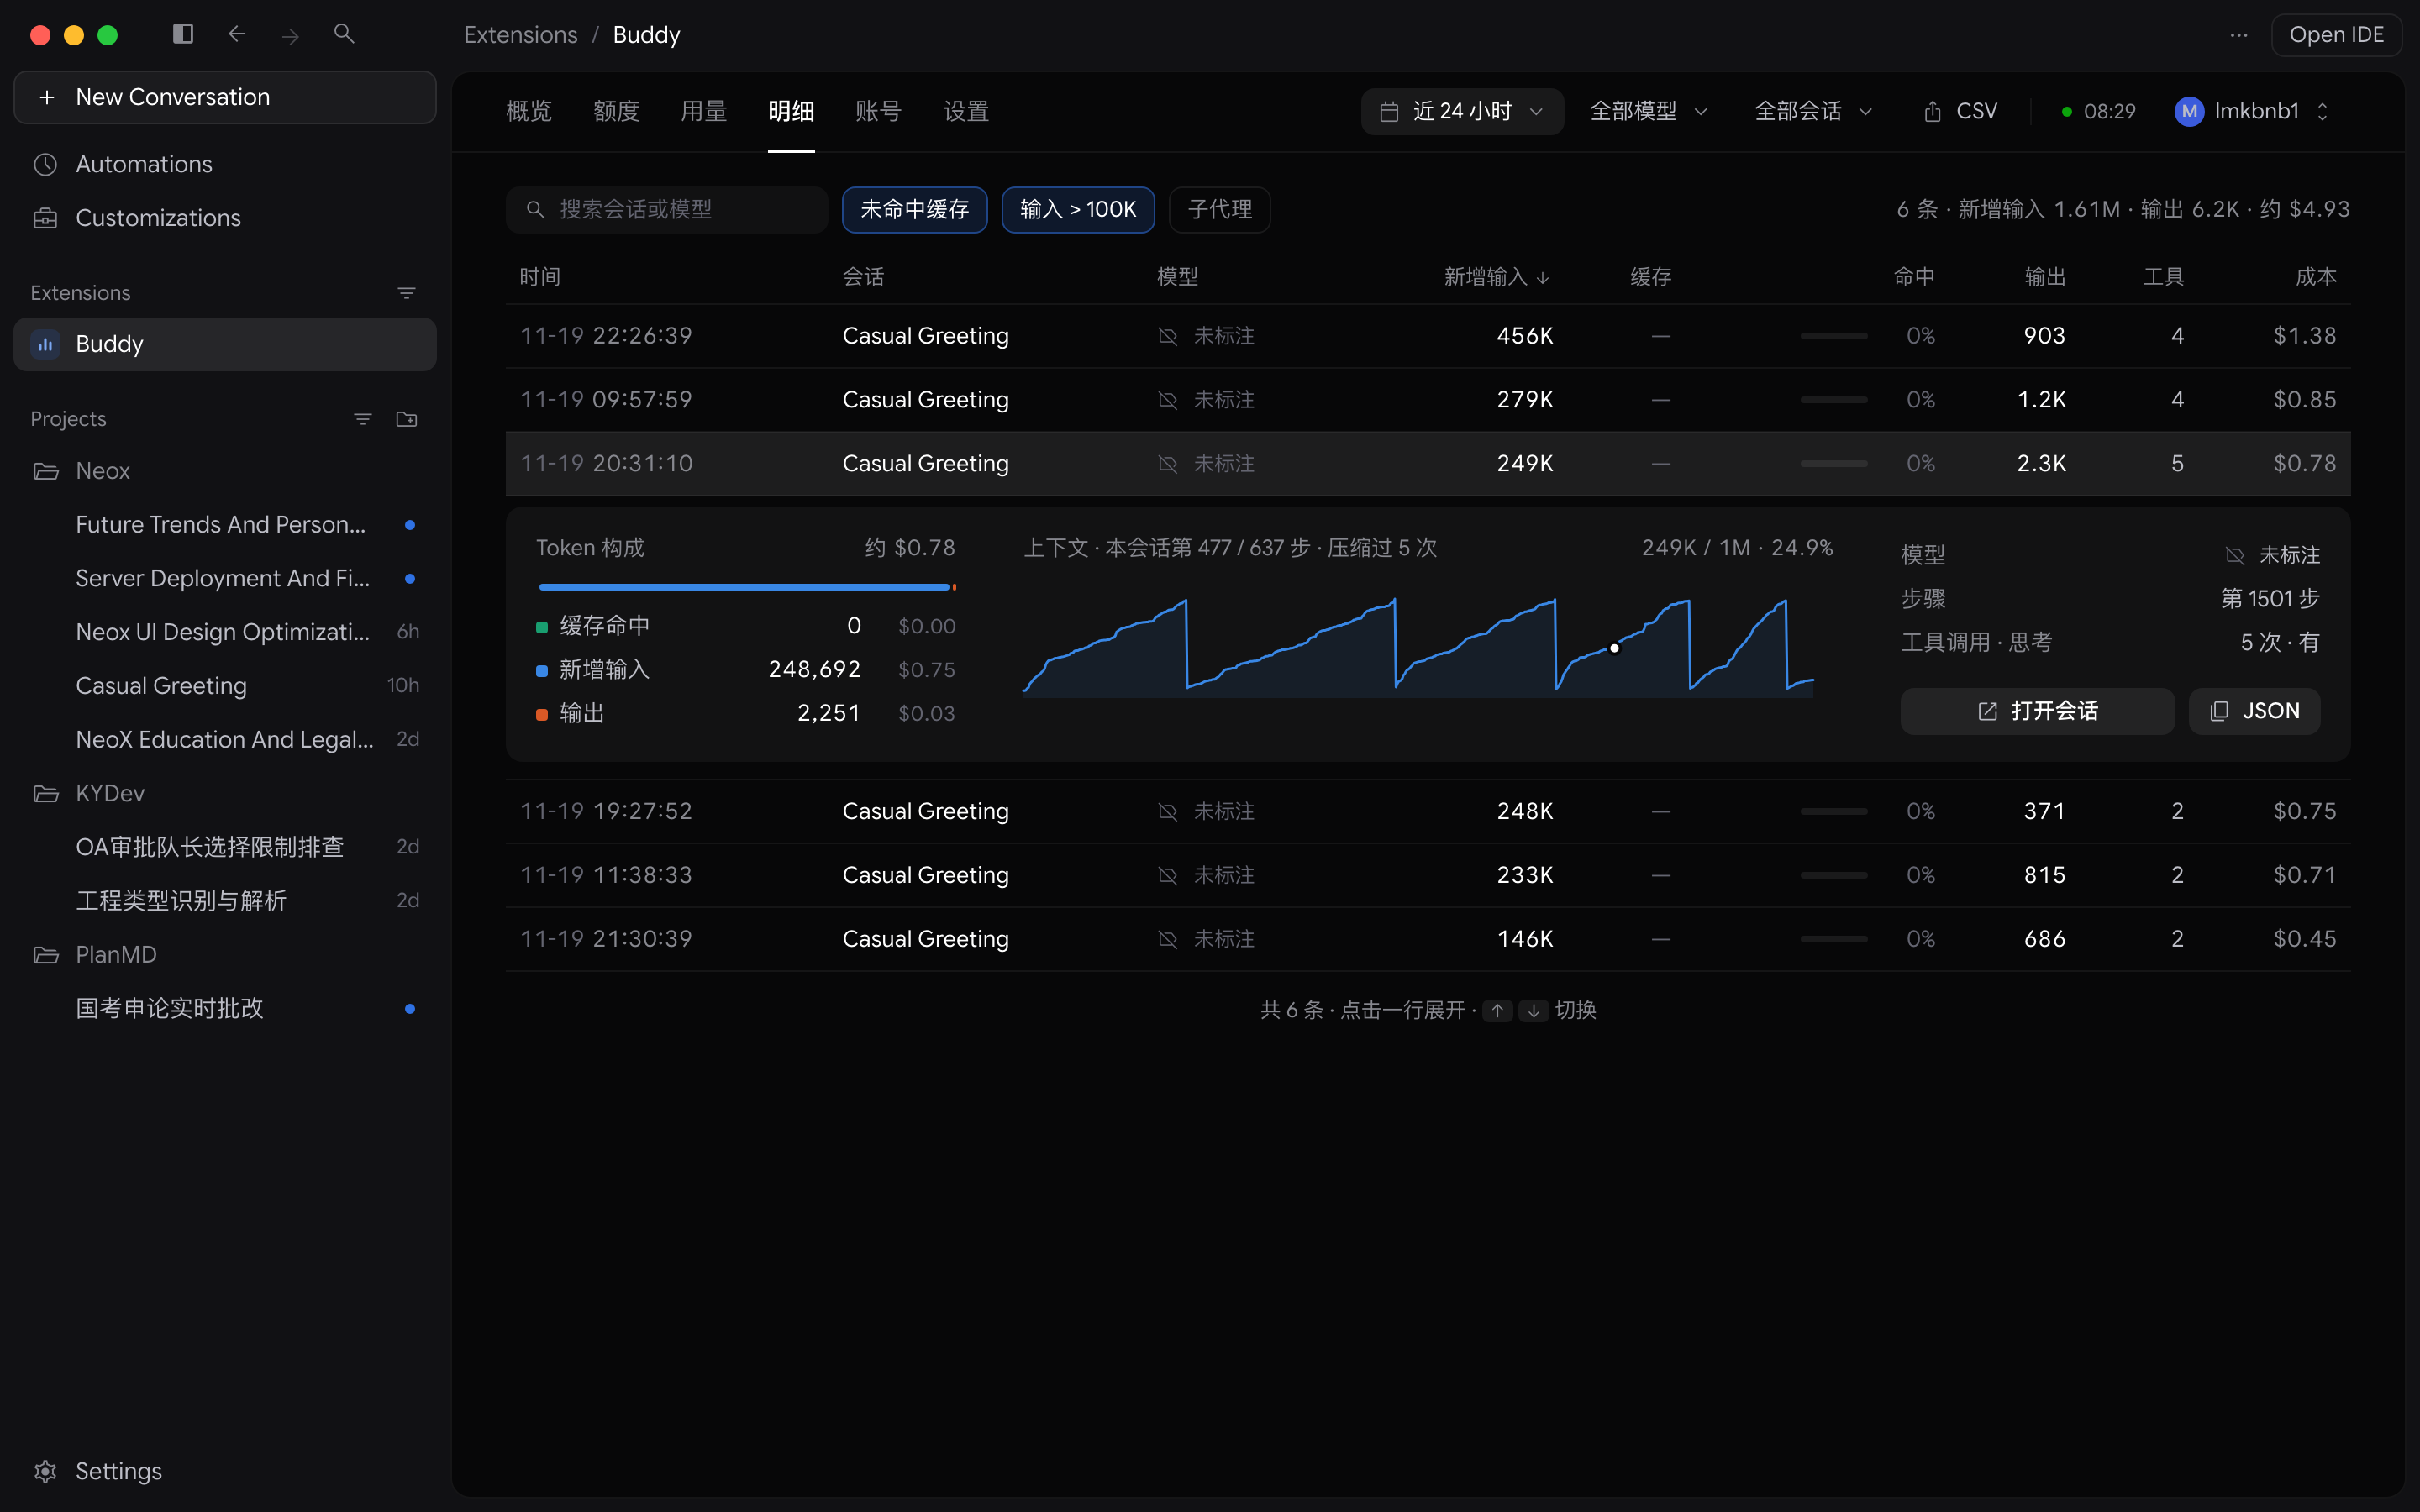 Extensions / Buddy
Open IDE
New Conversation
Automations
Customizations
Extensions
Buddy
Projects
Neox
Future Trends And Person...
Server Deployment And Fi...
Neox UI Design Optimizati... 6h
Casual Greeting 10h
NeoX Education And Legal... 2d
KYDev
OA审批队长选择限制排查 2d
工程类型识别与解析 2d
PlanMD
国考申论实时批改
Settings
概览 额度 用量 明细 账号 设置
近 24 小时 全部模型 全部会话 CSV 08:29 M lmkbnb1
搜索会话或模型 未命中缓存 输入 > 100K 子代理
6 条 · 新增输入 1.61M · 输出 6.2K · 约 $4.93
时间 会话 模型 新增输入 ↓ 缓存 命中 输出 工具 成本
11-19 22:26:39 Casual Greeting 未标注 456K — 0% 903 4 $1.38
11-19 09:57:59 Casual Greeting 未标注 279K — 0% 1.2K 4 $0.85
11-19 20:31:10 Casual Greeting 未标注 249K — 0% 2.3K 5 $0.78
Token 构成 约 $0.78
缓存命中 0 $0.00
新增输入 248,692 $0.75
输出 2,251 $0.03
上下文 · 本会话第 477 / 637 步 · 压缩过 5 次 249K / 1M · 24.9%
模型 未标注
步骤 第 1501 步
工具调用 · 思考 5 次 · 有
打开会话 JSON
11-19 19:27:52 Casual Greeting 未标注 248K — 0% 371 2 $0.75
11-19 11:38:33 Casual Greeting 未标注 233K — 0% 815 2 $0.71
11-19 21:30:39 Casual Greeting 未标注 146K — 0% 686 2 $0.45
共 6 条 · 点击一行展开 · ↑ ↓ 切换